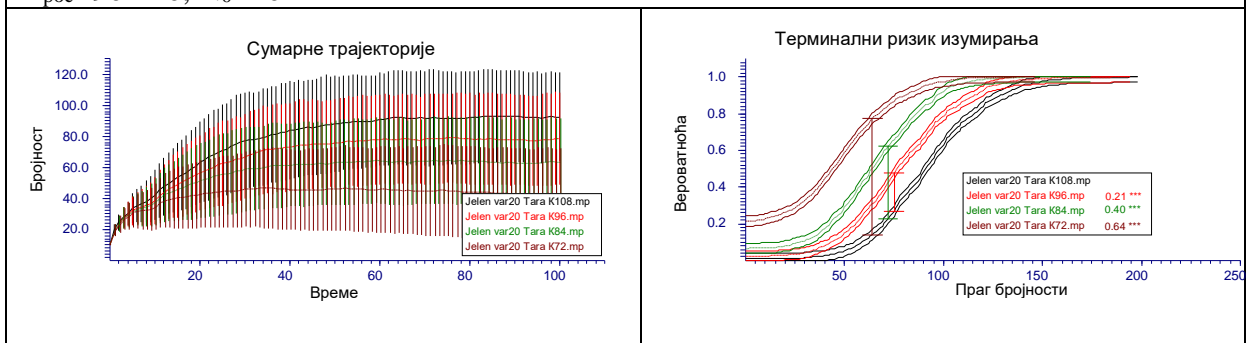 Сумарне трајекторије
120.0
100.0
80.0
60.0
40.0
20.0
Бројност
20
40
60
80
100
Време
Jelen var20 Tara K108.mp
Jelen var20 Tara K96.mp
Jelen var20 Tara K84.mp
Jelen var20 Tara K72.mp
Терминални ризик изумирања
1.0
0.8
0.6
0.4
0.2
Вероватноћа
50
100
150
200
250
Праг бројности
Jelen var20 Tara K108.mp
Jelen var20 Tara K96.mp 0.21 ***
Jelen var20 Tara K84.mp 0.40 ***
Jelen var20 Tara K72.mp 0.64 ***